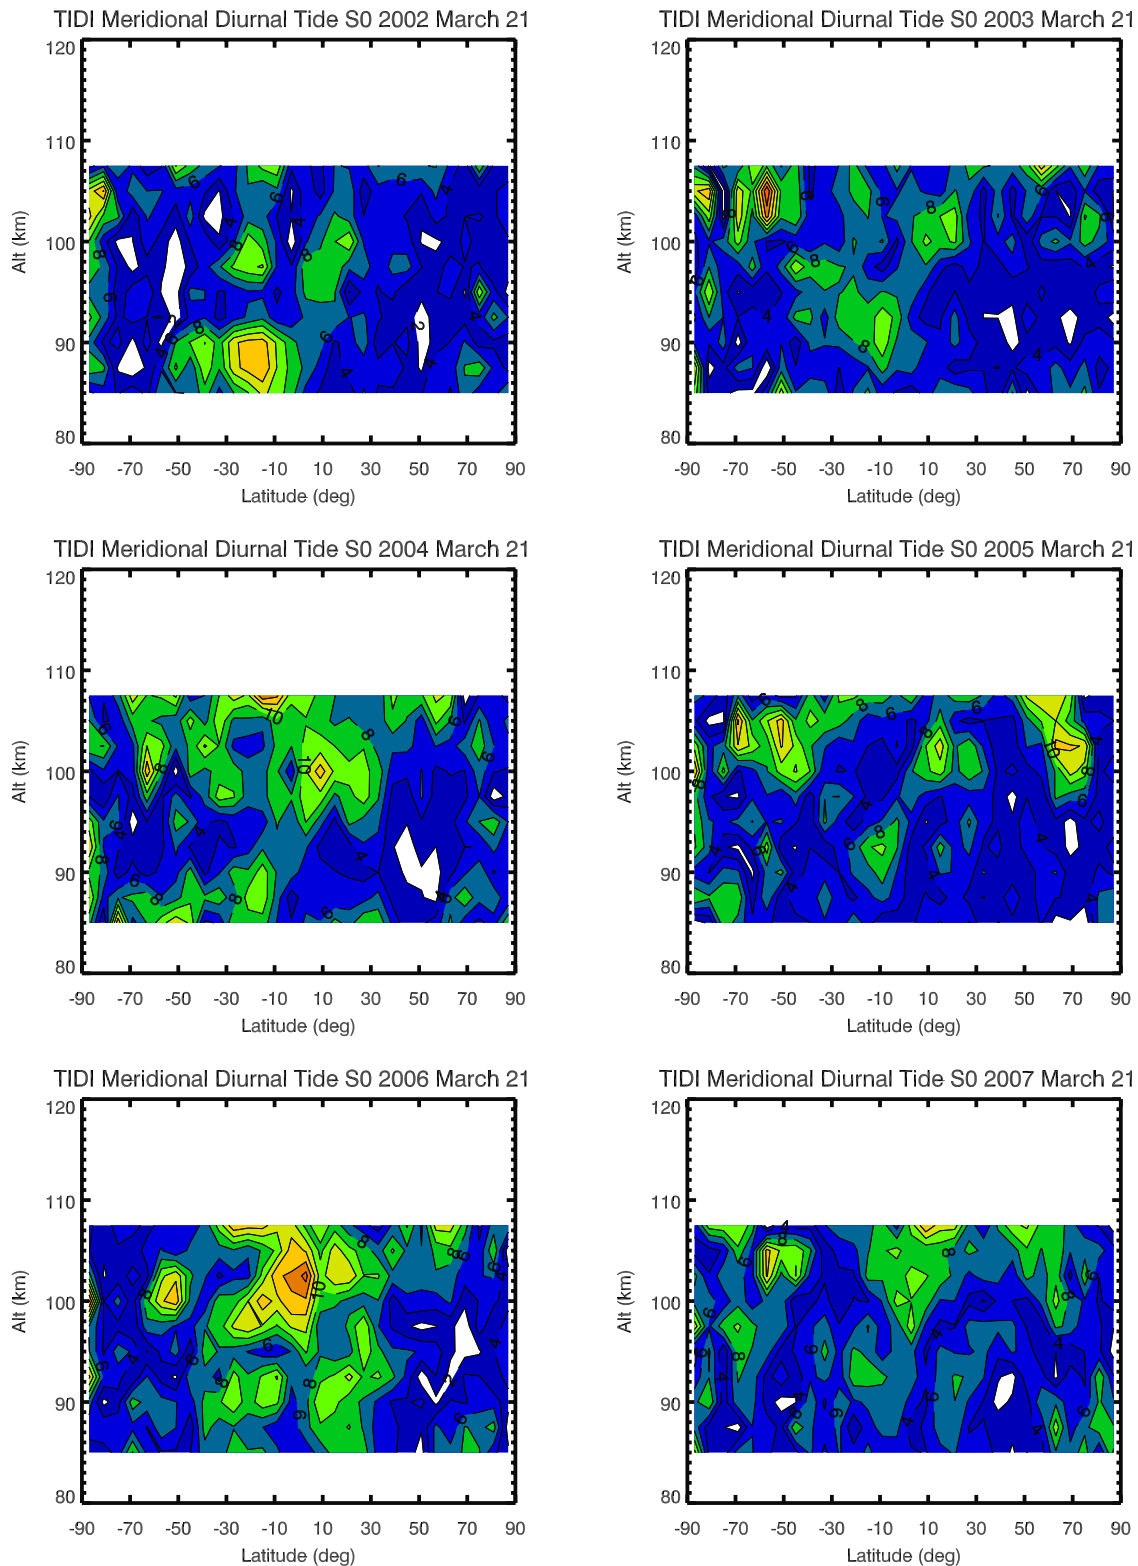 TIDI Meridional Diurnal Tide S0 2002 March 21
120
110
100
90
80
Alt (km)
-90 -70 -50 -30 -10 10 30 50 70 90
Latitude (deg)
TIDI Meridional Diurnal Tide S0 2003 March 21
120
110
100
90
80
Alt (km)
-90 -70 -50 -30 -10 10 30 50 70 90
Latitude (deg)
TIDI Meridional Diurnal Tide S0 2004 March 21
120
110
100
90
80
Alt (km)
-90 -70 -50 -30 -10 10 30 50 70 90
Latitude (deg)
TIDI Meridional Diurnal Tide S0 2005 March 21
120
110
100
90
80
Alt (km)
-90 -70 -50 -30 -10 10 30 50 70 90
Latitude (deg)
TIDI Meridional Diurnal Tide S0 2006 March 21
120
110
100
90
80
Alt (km)
-90 -70 -50 -30 -10 10 30 50 70 90
Latitude (deg)
TIDI Meridional Diurnal Tide S0 2007 March 21
120
110
100
90
80
Alt (km)
-90 -70 -50 -30 -10 10 30 50 70 90
Latitude (deg)